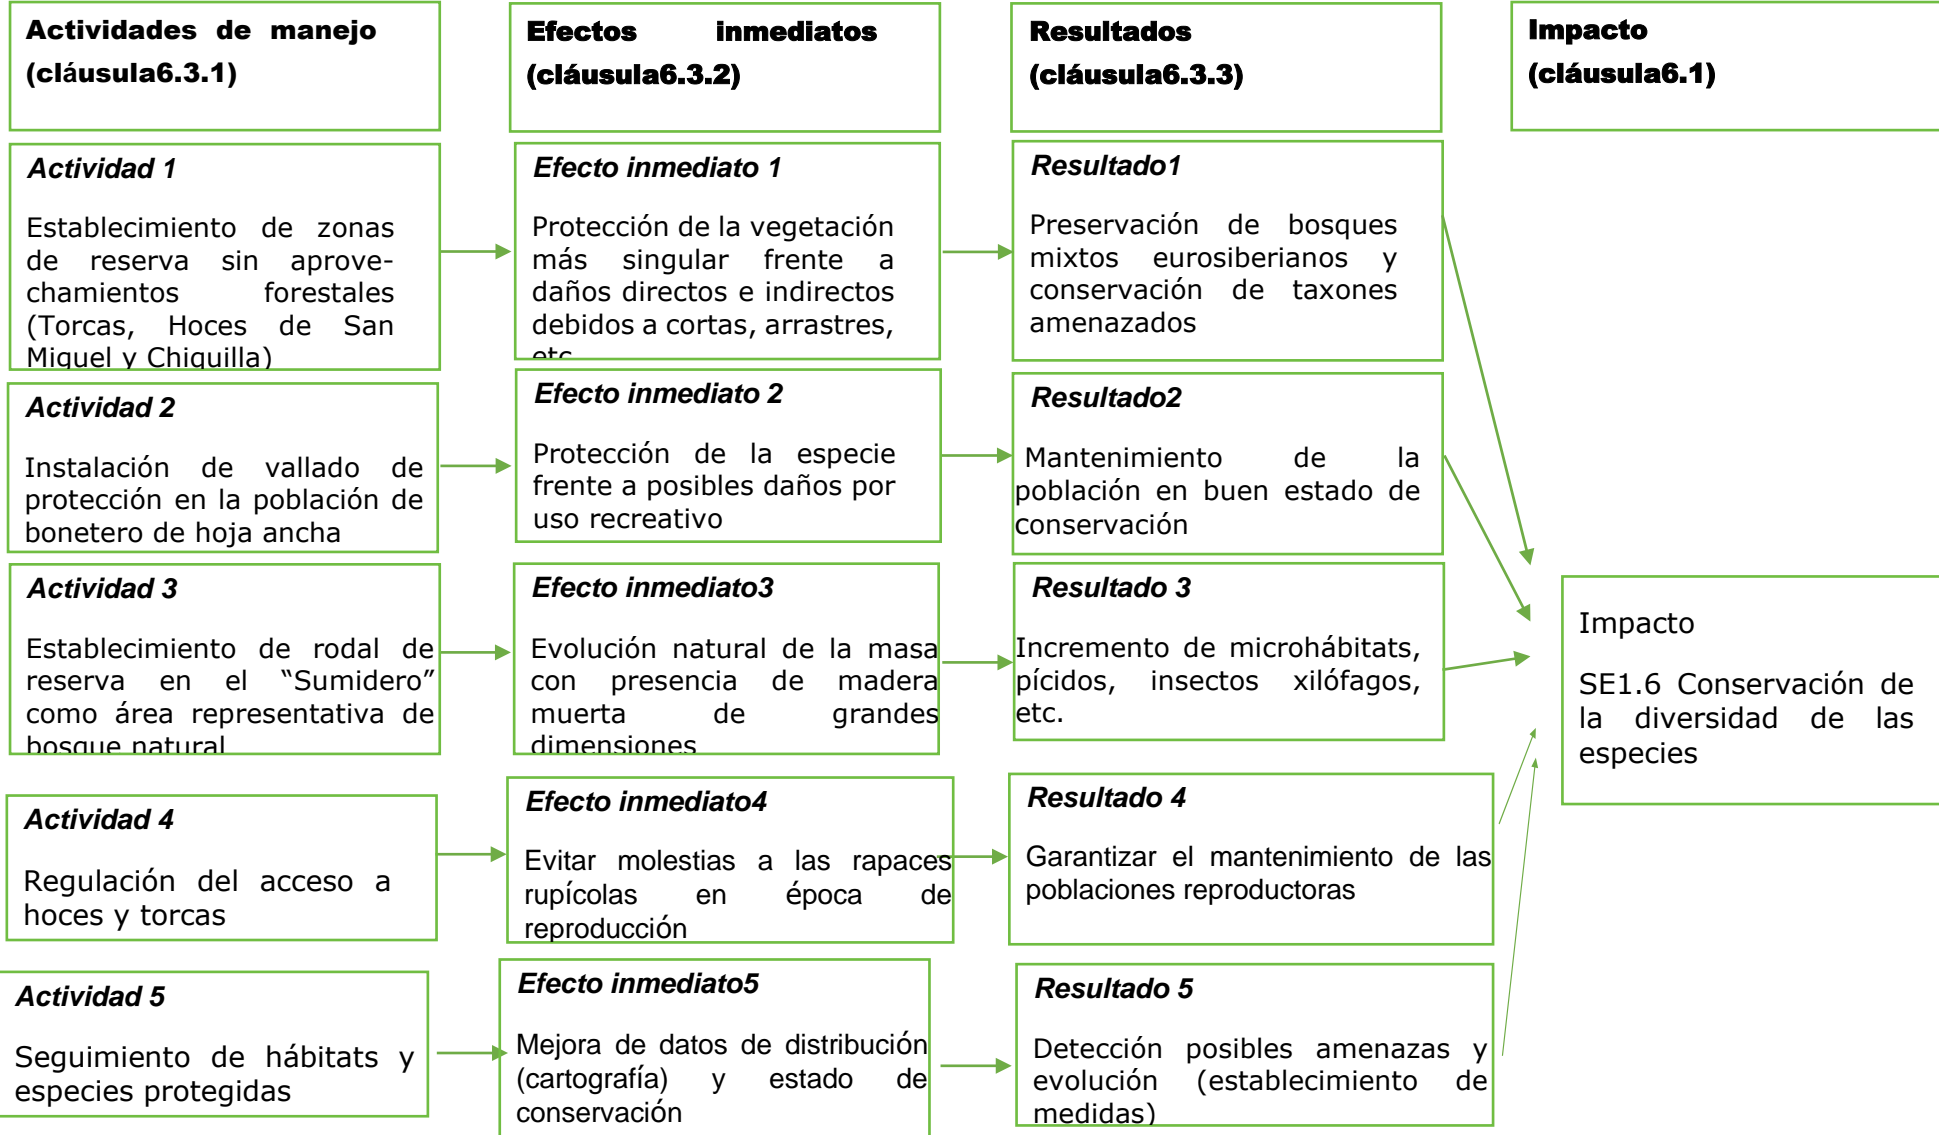 Actividades de manejo
(cláusula6.3.1)
Efectos inmediatos
(cláusula6.3.2)
Resultados
(cláusula6.3.3)
Impacto
(cláusula6.1)
Actividad 1
Establecimiento de zonas
de reserva sin aprove-
chamientos forestales
(Torcas, Hoces de San
Miguel y Chiquilla)
Efecto inmediato 1
Protección de la vegetación
más singular frente a
daños directos e indirectos
debidos a cortas, arrastres,
etc
Resultado1
Preservación de bosques
mixtos eurosiberianos y
conservación de taxones
amenazados
Actividad 2
Instalación de vallado de
protección en la población de
bonetero de hoja ancha
Efecto inmediato 2
Protección de la especie
frente a posibles daños por
uso recreativo
Resultado2
Mantenimiento de la
población en buen estado de
conservación
Actividad 3
Establecimiento de rodal de
reserva en el “Sumidero”
como área representativa de
bosque natural
Efecto inmediato3
Evolución natural de la masa
con presencia de madera
muerta de grandes
dimensiones
Resultado 3
Incremento de microhábitats,
pícidos, insectos xilófagos,
etc.
Impacto
SE1.6 Conservación de
la diversidad de las
especies
Actividad 4
Regulación del acceso a
hoces y torcas
Efecto inmediato4
Evitar molestias a las rapaces
rupícolas en época de
reproducción
Resultado 4
Garantizar el mantenimiento de las
poblaciones reproductoras
Actividad 5
Seguimiento de hábitats y
especies protegidas
Efecto inmediato5
Mejora de datos de distribución
(cartografía) y estado de
conservación
Resultado 5
Detección posibles amenazas y
evolución (establecimiento de
medidas)